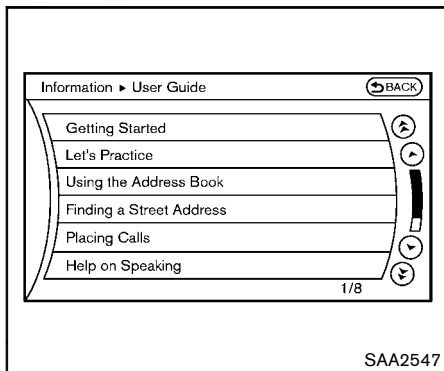 Information ▸ User Guide
BACK
Getting Started
Let's Practice
Using the Address Book
Finding a Street Address
Placing Calls
Help on Speaking
1/8
SAA2547